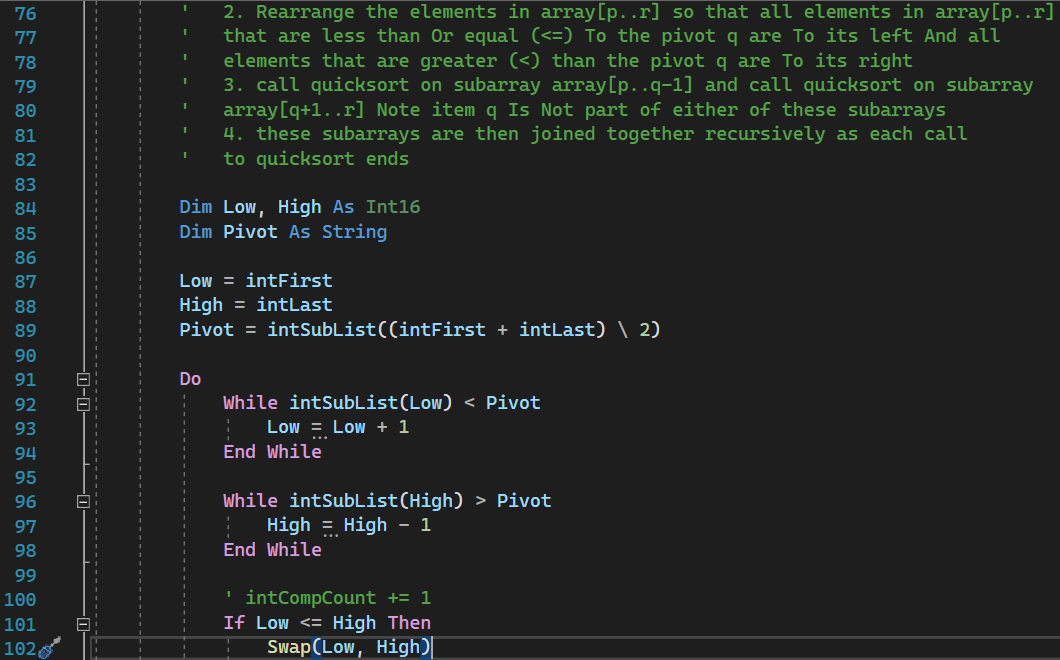 76 ' 2. Rearrange the elements in array[p..r] so that all elements in array[p..r]
77 ' that are less than Or equal (<=) To the pivot q are To its left And all
78 ' elements that are greater (<) than the pivot q are To its right
79 ' 3. call quicksort on subarray array[p..q-1] and call quicksort on subarray
80 ' array[q+1..r] Note item q Is Not part of either of these subarrays
81 ' 4. these subarrays are then joined together recursively as each call
82 ' to quicksort ends
83
84 Dim Low, High As Int16
85 Dim Pivot As String
86
87 Low = intFirst
88 High = intLast
89 Pivot = intSubList((intFirst + intLast) \ 2)
90
91 Do
92 While intSubList(Low) < Pivot
93 Low = Low + 1
94 End While
95
96 While intSubList(High) > Pivot
97 High = High - 1
98 End While
99
100 ' intCompCount += 1
101 If Low <= High Then
102 Swap(Low, High)